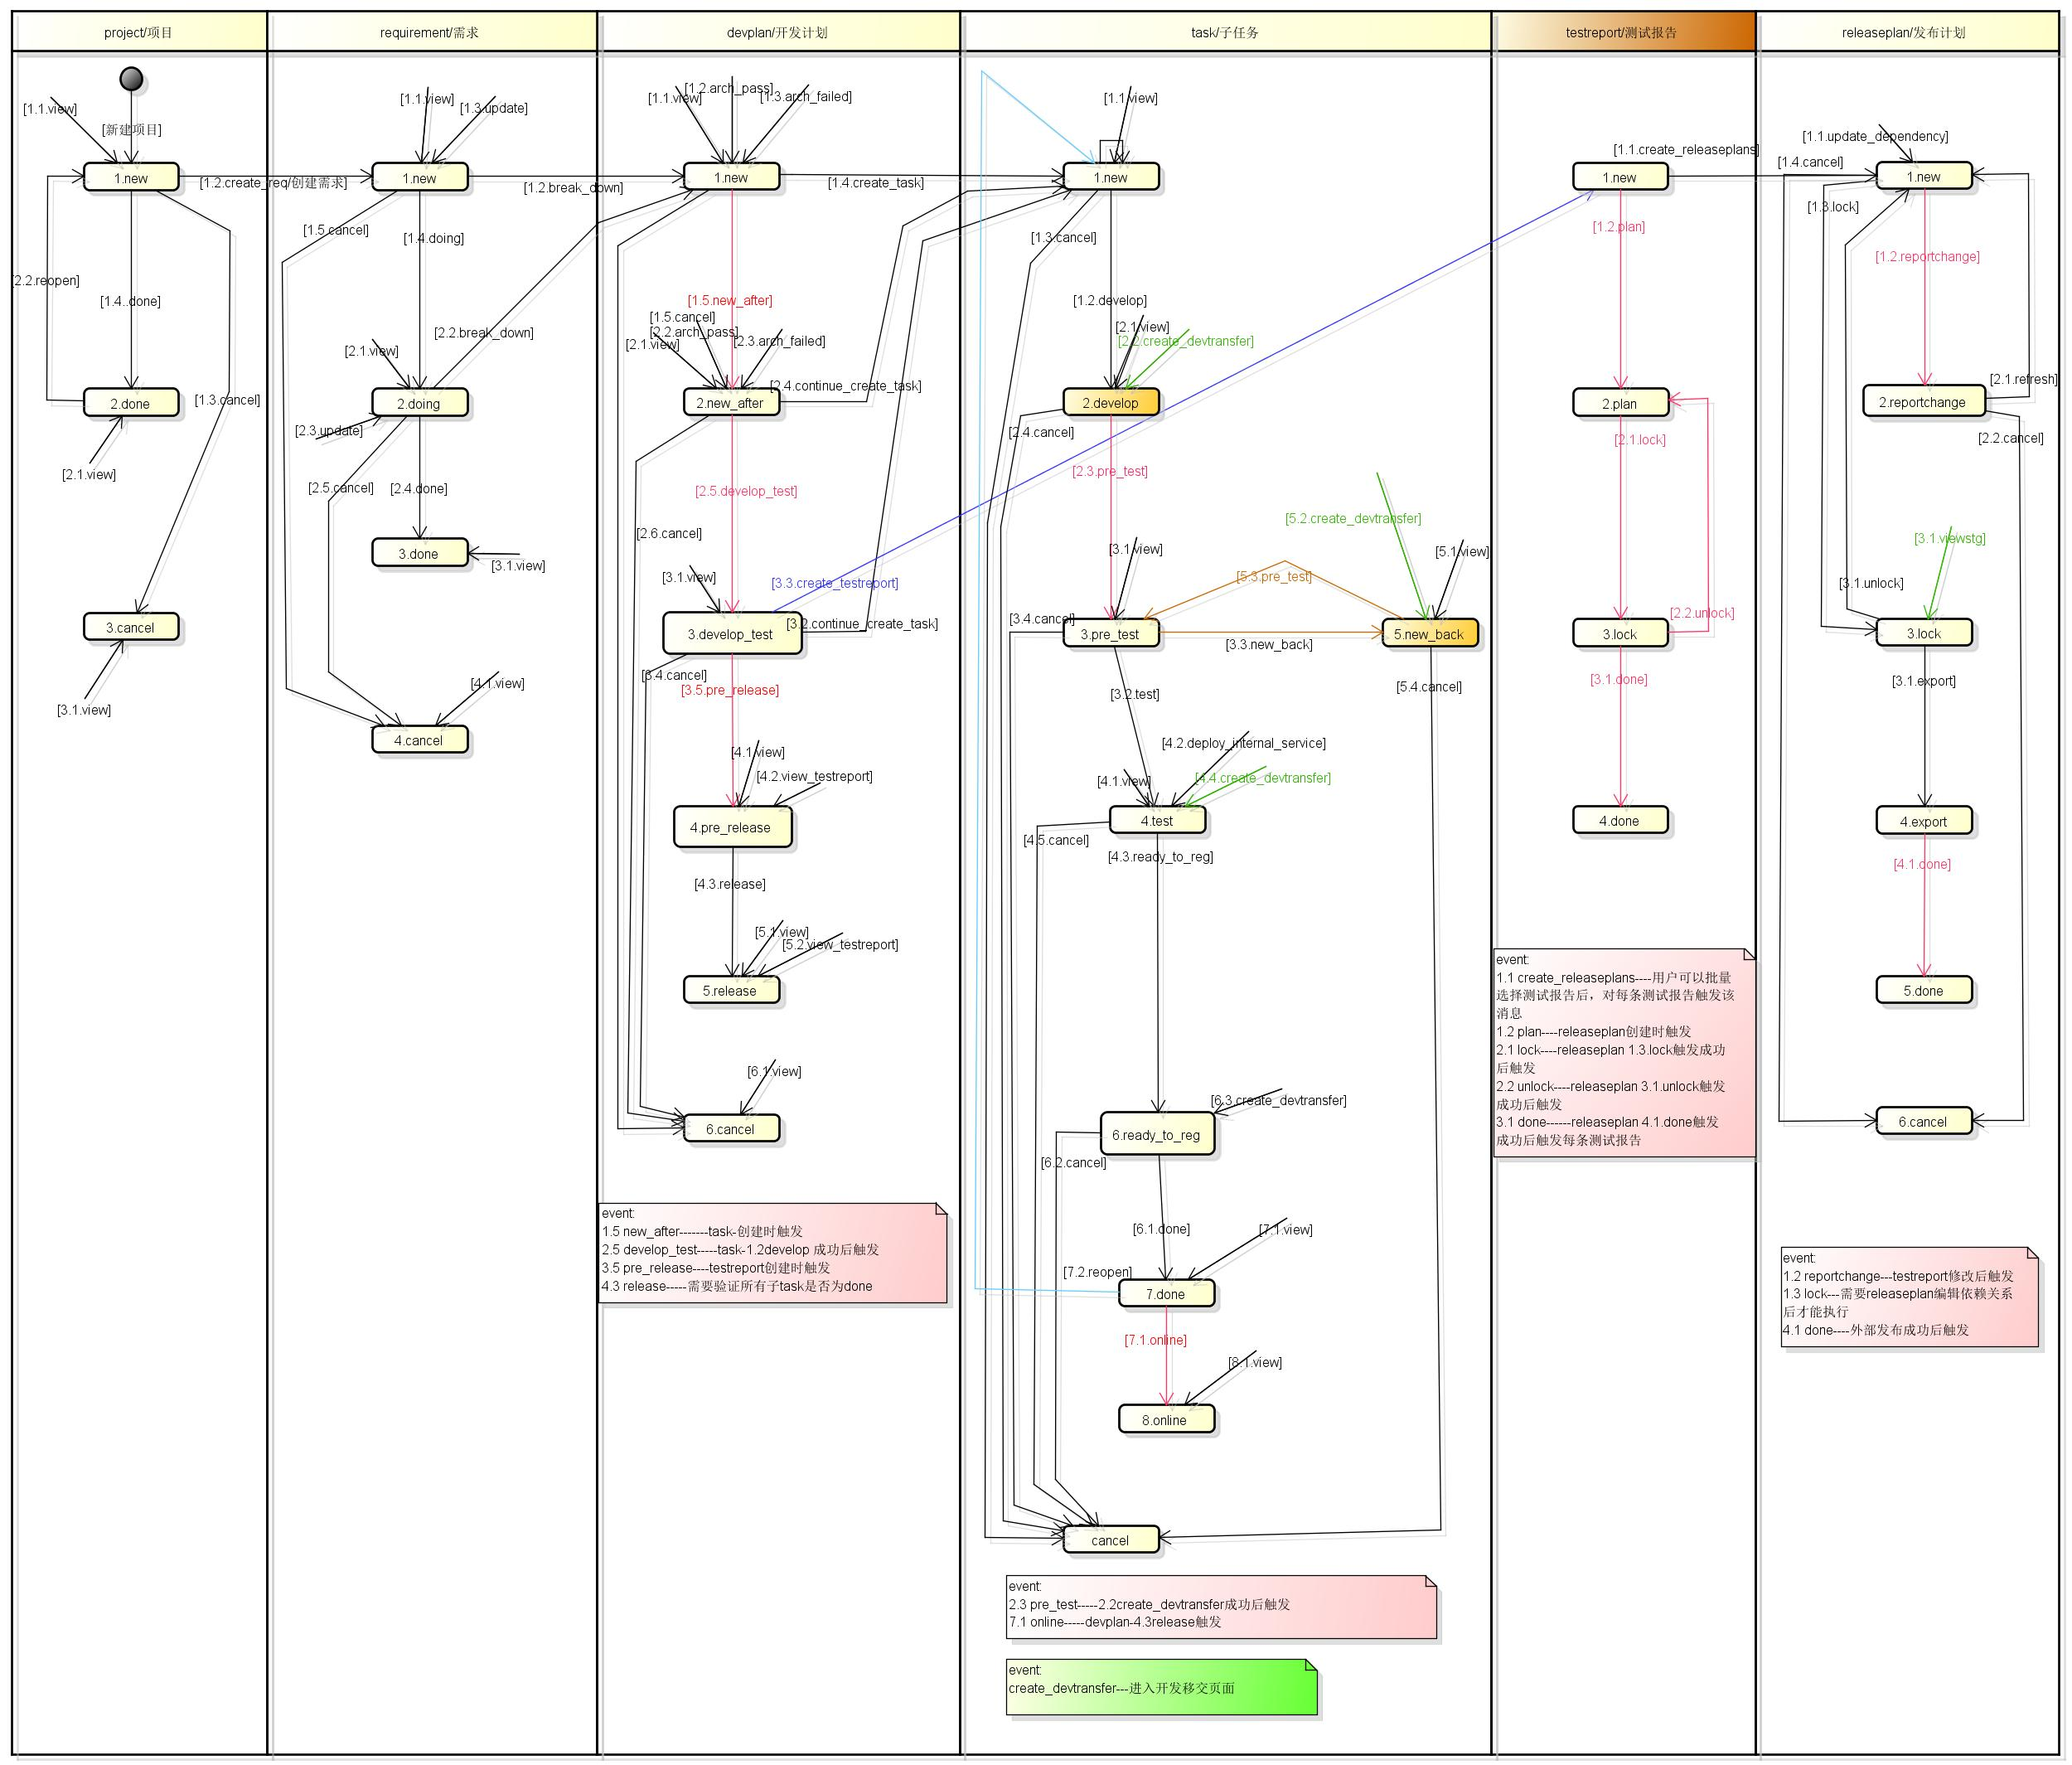 project/项目
requirement/需求
devplan/开发计划
task/子任务
testreport/测试报告
releaseplan/发布计划
[1.1.view]
[新建项目]
1.new
[1.2.create_req/创建需求]
[2.2.reopen]
[1.4..done]
[1.3.cancel]
2.done
[2.1.view]
3.cancel
[3.1.view]
[1.1.view]
[1.3.update]
1.new
[1.2.break_down]
[1.5.cancel]
[1.4.doing]
[2.2.break_down]
[2.1.view]
2.doing
[2.3.update]
[2.5.cancel]
[2.4.done]
3.done
[3.1.view]
[4.1.view]
4.cancel
[1.2.arch_pass]
[1.1.view]
[1.3.arch_failed]
1.new
[1.4.create_task]
[1.5.new_after]
[1.5.cancel]
[2.2.arch_pass]
[2.1.view]
[2.3.arch_failed]
[2.4.continue_create_task]
2.new_after
[2.5.develop_test]
[2.6.cancel]
[3.1.view]
[3.3.create_testreport]
[3.2.continue_create_task]
3.develop_test
[3.4.cancel]
[3.5.pre_release]
[4.1.view]
[4.2.view_testreport]
4.pre_release
[4.3.release]
[5.1.view]
[5.2.view_testreport]
5.release
[6.1.view]
6.cancel
event:
1.5 new_after-------task-创建时触发
2.5 develop_test-----task-1.2develop 成功后触发
3.5 pre_release----testreport创建时触发
4.3 release-----需要验证所有子task是否为done
[1.1.view]
1.new
[1.3.cancel]
[1.2.develop]
[2.1.view]
[2.2.create_devtransfer]
2.develop
[2.4.cancel]
[2.3.pre_test]
[5.2.create_devtransfer]
[3.1.view]
[5.1.view]
[5.3.pre_test]
[3.4.cancel]
3.pre_test
5.new_back
[3.3.new_back]
[3.2.test]
[5.4.cancel]
[4.2.deploy_internal_service]
[4.1.view]
[4.4.create_devtransfer]
4.test
[4.5.cancel]
[4.3.ready_to_reg]
[6.3.create_devtransfer]
6.ready_to_reg
[6.2.cancel]
[6.1.done]
[7.1.view]
[7.2.reopen]
7.done
[7.1.online]
[8.1.view]
8.online
cancel
event:
2.3 pre_test-----2.2create_devtransfer成功后触发
7.1 online-----devplan-4.3release触发
event:
create_devtransfer---进入开发移交页面
[1.1.create_releaseplans]
1.new
[1.2.plan]
2.plan
[2.1.lock]
[2.2.unlock]
3.lock
[3.1.done]
4.done
event:
1.1 create_releaseplans----用户可以批量
选择测试报告后，对每条测试报告触发该
消息
1.2 plan----releaseplan创建时触发
2.1 lock----releaseplan 1.3.lock触发成功
后触发
2.2 unlock----releaseplan 3.1.unlock触发
成功后触发
3.1 done------releaseplan 4.1.done触发
成功后触发每条测试报告
[1.1.update_dependency]
[1.4.cancel]
1.new
[1.3.lock]
[1.2.reportchange]
[2.1.refresh]
2.reportchange
[2.2.cancel]
[3.1.viewstg]
[3.1.unlock]
3.lock
[3.1.export]
4.export
[4.1.done]
5.done
6.cancel
event:
1.2 reportchange---testreport修改后触发
1.3 lock---需要releaseplan编辑依赖关系
后才能执行
4.1 done----外部发布成功后触发